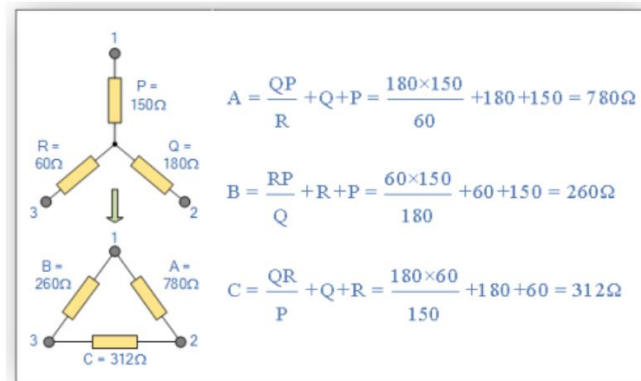 1
P =
150Ω
R =
60Ω
Q =
180Ω
3
2
1
B =
260Ω
A =
780Ω
3
2
C = 312Ω
A = QP/R +Q+P = 180×150/60 +180+150 = 780Ω
B = RP/Q +R+P = 60×150/180 +60+150 = 260Ω
C = QR/P +Q+R = 180×60/150 +180+60 = 312Ω